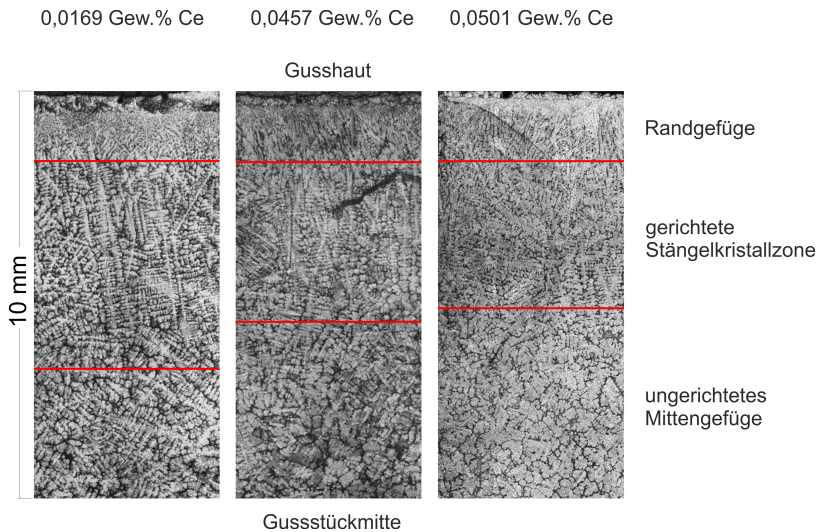 0,0169 Gew.% Ce
0,0457 Gew.% Ce
0,0501 Gew.% Ce
Gusshaut
Randgefüge
gerichtete
Stängelkristallzone
10 mm
ungerichtetes
Mittengefüge
Gussstückmitte